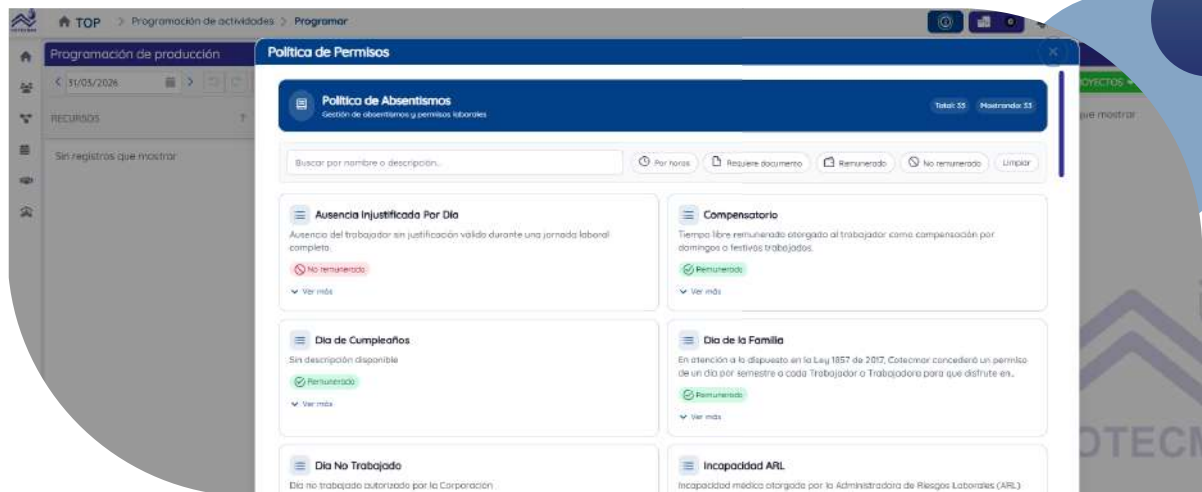 TOP > Programación de actividades > Programar
0
Programación de producción
31/03/2026
RECURSOS
Sin registros que mostrar
que mostrar
Política de Permisos
Política de Absentismos
Gestión de absentismos y permisos laborales
Total: 33 Mostrando: 33
Buscar por nombre o descripción...
Por horas
Requiere documento
Remunerado
No remunerado
Limpiar
Ausencia Injustificada Por Día
Ausencia del trabajador sin justificación válida durante una jornada laboral
completa.
No remunerado
Ver más
Compensatorio
Tiempo libre remunerado otorgado al trabajador como compensación por
domingos o festivos trabajados.
Remunerado
Ver más
Dia de Cumpleaños
Sin descripción disponible
Remunerado
Ver más
Dia de la Familia
En atención a lo dispuesto en la Ley 1857 de 2017, Cotecmar concederá un permiso
de un día por semestre a cada Trabajador o Trabajadora para que disfrute en...
Remunerado
Ver más
Dia No Trabajado
Día no trabajado autorizado por la Corporación
Incapacidad ARL
Incapacidad médica otorgada por la Administradora de Riesgos Laborales (ARL)